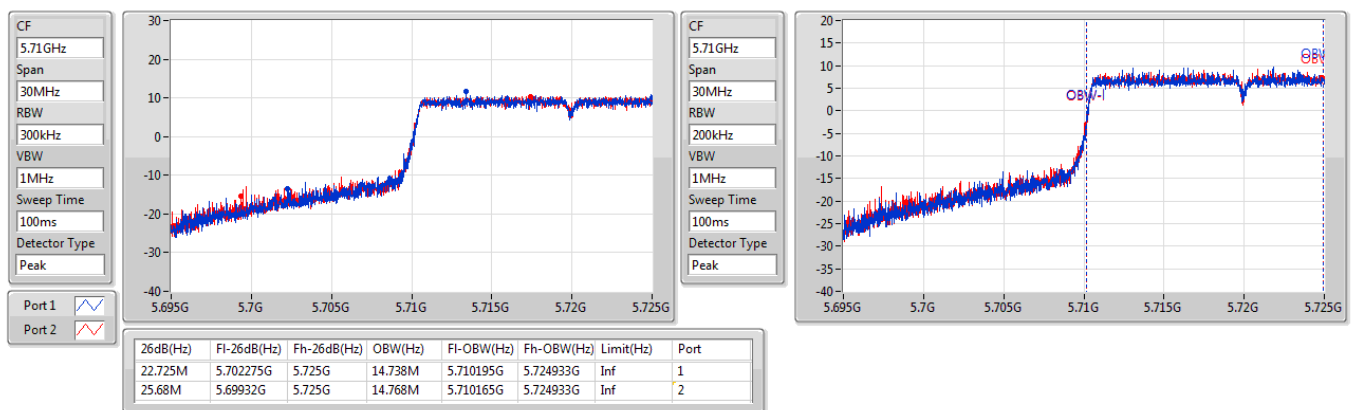 CF
5.71GHz
Span
30MHz
RBW
300kHz
VBW
1MHz
Sweep Time
100ms
Detector Type
Peak
Port 1
Port 2
30
20
10
0
-10
-20
-30
-40
5.695G 5.7G 5.705G 5.71G 5.715G 5.72G 5.725G
CF
5.71GHz
Span
30MHz
RBW
200kHz
VBW
1MHz
Sweep Time
100ms
Detector Type
Peak
20
15
10
5
0
-5
-10
-15
-20
-25
-30
-35
-40
OBW-l
OBW
OBW
5.695G 5.7G 5.705G 5.71G 5.715G 5.72G 5.725G
26dB(Hz) Fl-26dB(Hz) Fh-26dB(Hz) OBW(Hz) Fl-OBW(Hz) Fh-OBW(Hz) Limit(Hz) Port
22.725M 5.702275G 5.725G 14.738M 5.710195G 5.724933G Inf 1
25.68M 5.69932G 5.725G 14.768M 5.710165G 5.724933G Inf 2